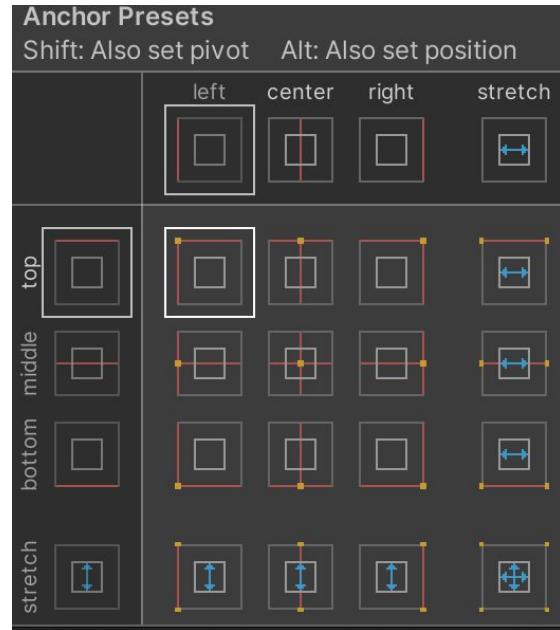 Anchor Presets
Shift: Also set pivot Alt: Also set position
left center right stretch
top
middle
bottom
stretch